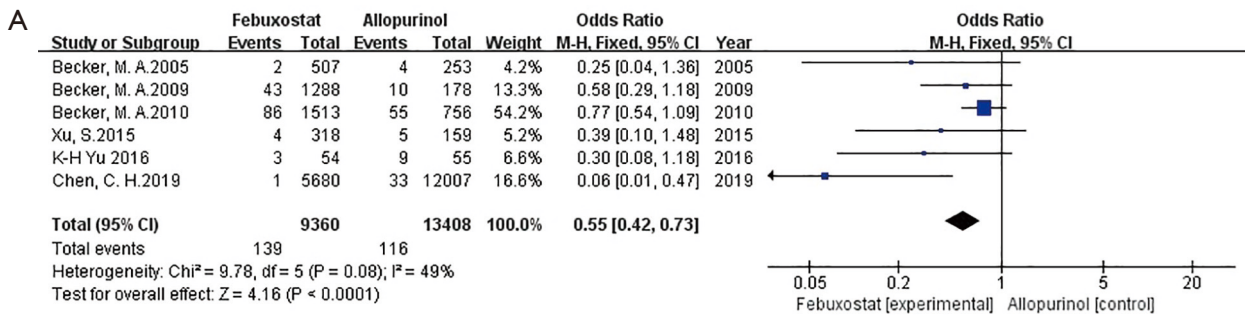 A
Febuxostat Allopurinol Odds Ratio Odds Ratio
Study or Subgroup Events Total Events Total Weight M-H, Fixed, 95% CI Year M-H, Fixed, 95% CI
Becker, M. A.2005 2 507 4 253 4.2% 0.25 [0.04, 1.36] 2005
Becker, M. A.2009 43 1288 10 178 13.3% 0.58 [0.29, 1.18] 2009
Becker, M. A.2010 86 1513 55 756 54.2% 0.77 [0.54, 1.09] 2010
Xu, S.2015 4 318 5 159 5.2% 0.39 [0.10, 1.48] 2015
K-H Yu 2016 3 54 9 55 6.6% 0.30 [0.08, 1.18] 2016
Chen, C. H.2019 1 5680 33 12007 16.6% 0.06 [0.01, 0.47] 2019
Total (95% CI) 9360 13408 100.0% 0.55 [0.42, 0.73]
Total events 139 116
Heterogeneity: Chi² = 9.78, df = 5 (P = 0.08); I² = 49%
Test for overall effect: Z = 4.16 (P < 0.0001)
0.05 0.2 1 5 20
Febuxostat [experimental] Allopurinol [control]